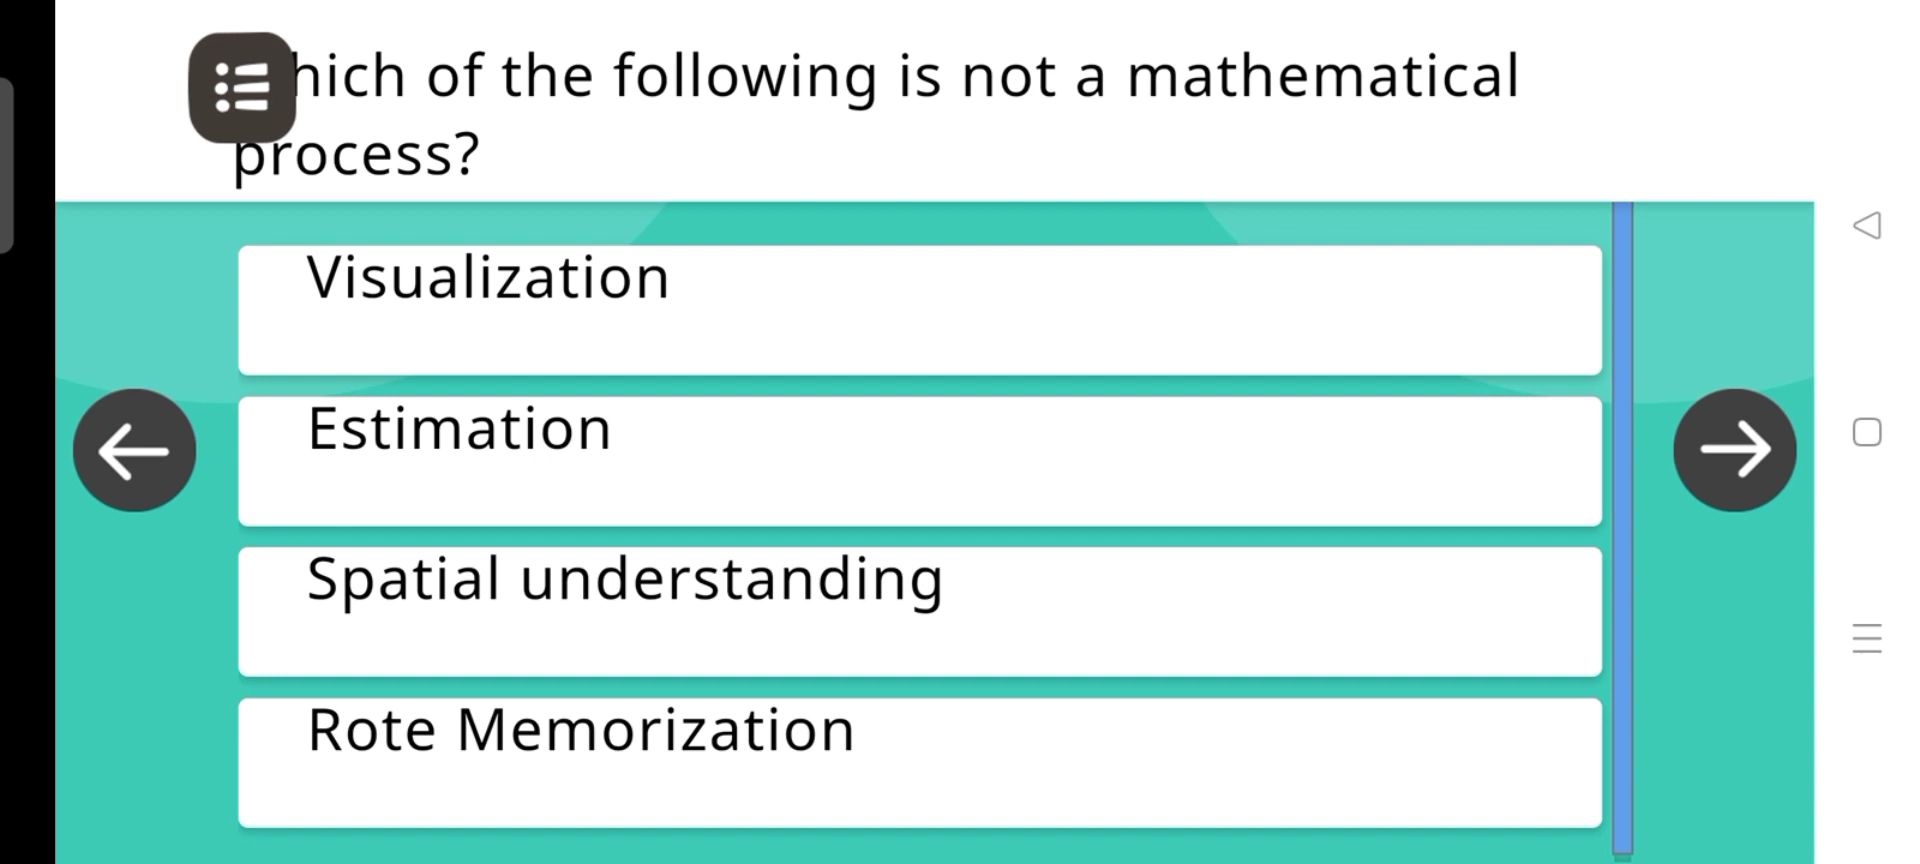 hich of the following is not a mathematical
process?
Visualization
Estimation
Spatial understanding
Rote Memorization